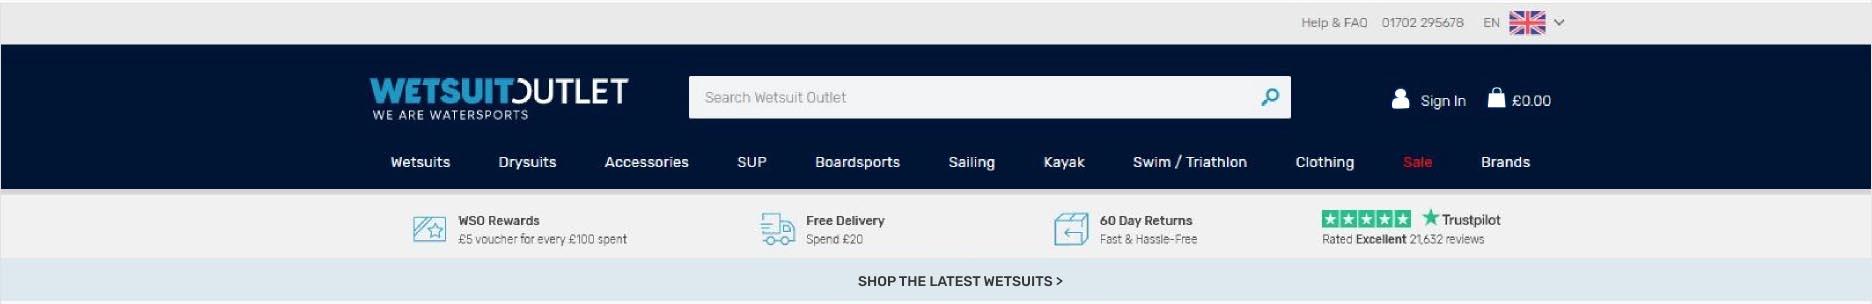 Help & FAQ 01702 295678 EN
WETSUITOUTLET
WE ARE WATERSPORTS
Search Wetsuit Outlet
Sign In £0.00
Wetsuits Drysuits Accessories SUP Boardsports Sailing Kayak Swim / Triathlon Clothing Sale Brands
WSO Rewards
£5 voucher for every £100 spent
Free Delivery
Spend £20
60 Day Returns
Fast & Hassle-Free
Trustpilot
Rated Excellent 21,632 reviews
SHOP THE LATEST WETSUITS >